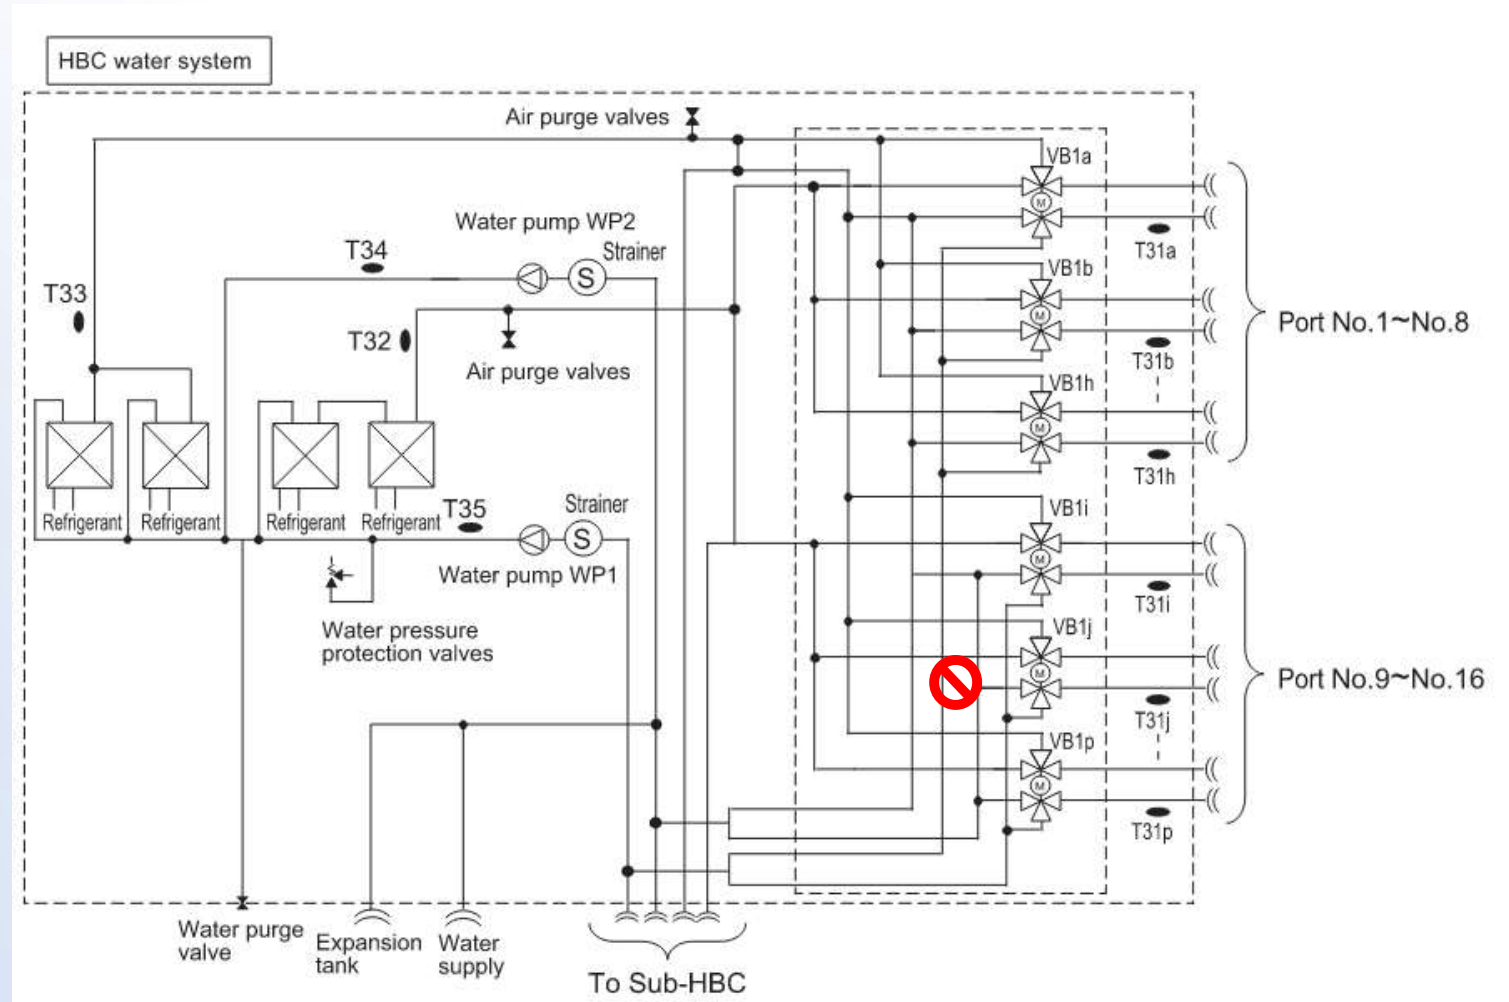 HBC water system
Air purge valves
VB1a
M
Water pump WP2
Strainer
T34
S
T31a
VB1b
M
T33
T32
Port No.1~No.8
Air purge valves
T31b
VB1h
M
T31h
Refrigerant
Refrigerant
Refrigerant
Refrigerant
T35
Strainer
S
VB1i
M
Water pump WP1
T31i
Water pressure
protection valves
VB1j
M
Port No.9~No.16
T31j
VB1p
M
T31p
Water purge
valve
Expansion
tank
Water
supply
To Sub-HBC